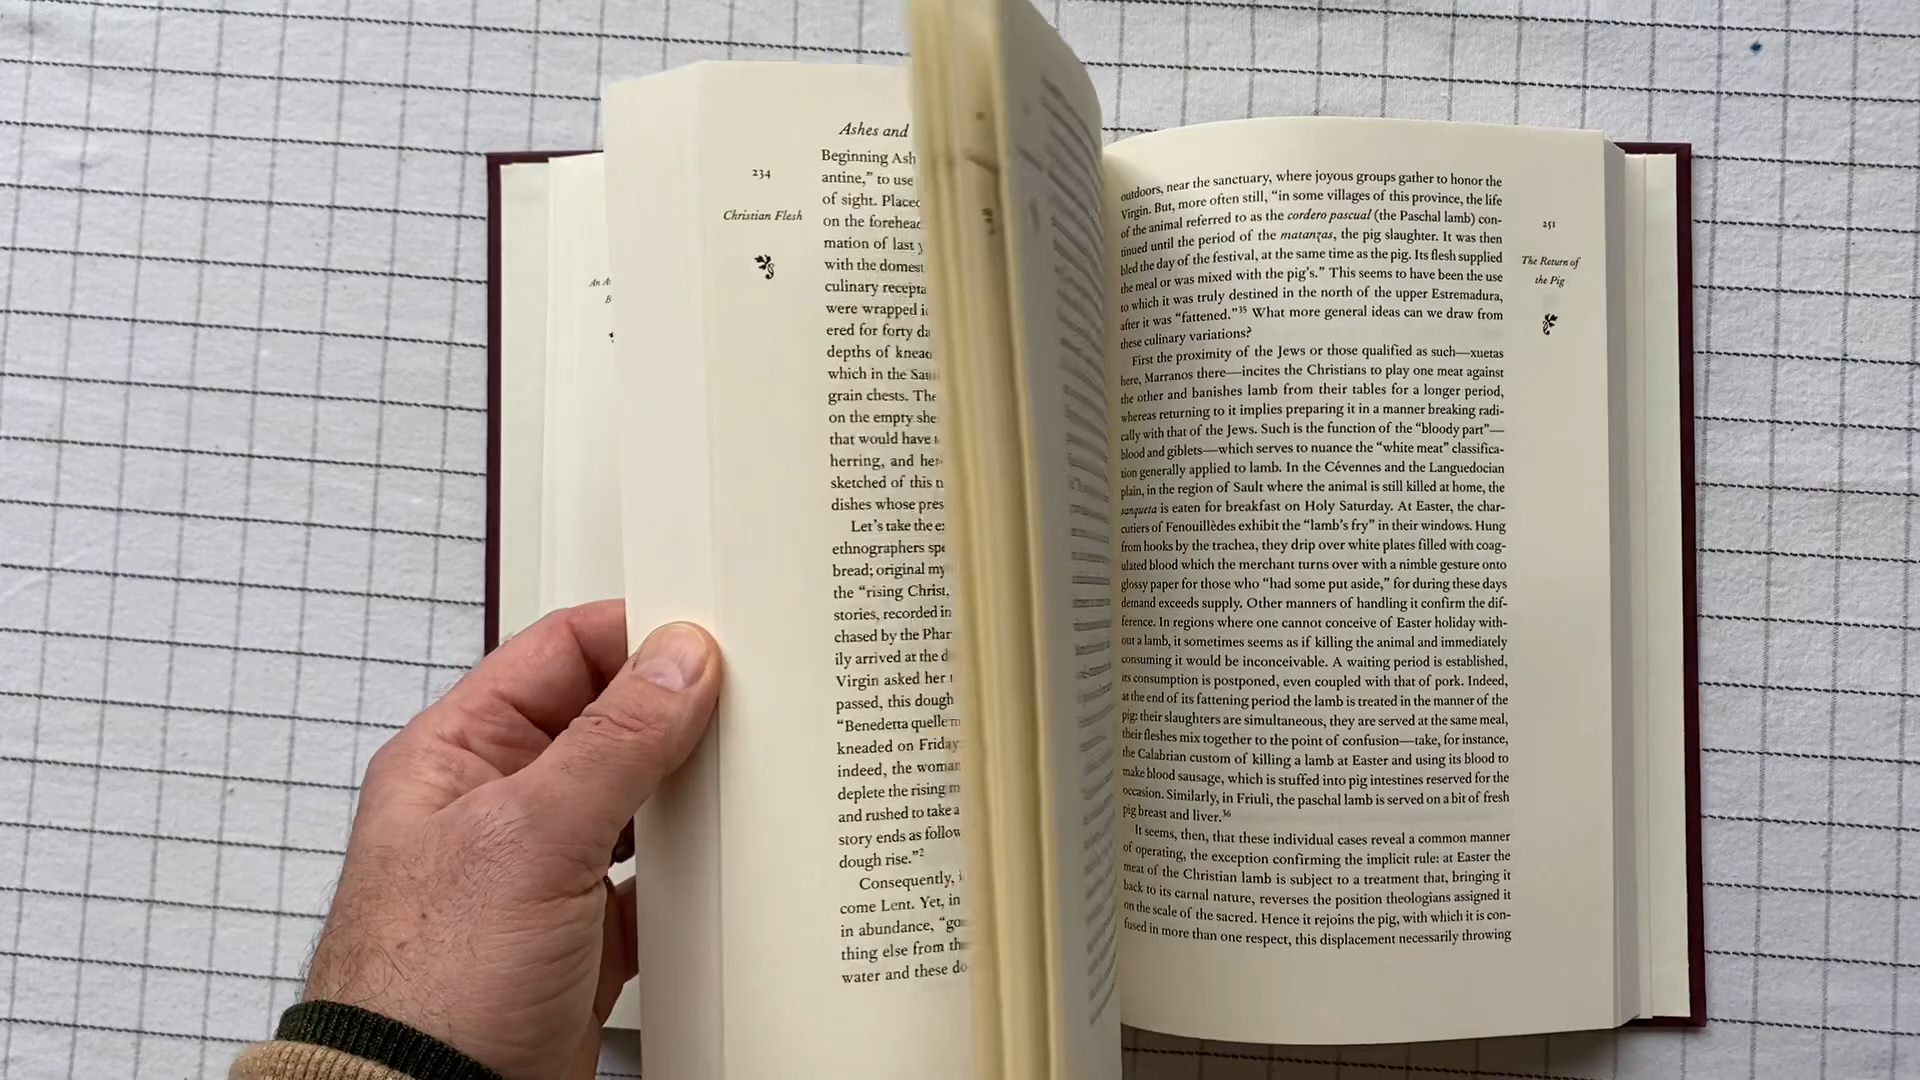 An A
B
234
Christian Flesh
Ashes and
Beginning Ash
antine,” to use
of sight. Placed
on the forehead
mation of last y
with the domest
culinary recepta
were wrapped i
ered for forty da
depths of knead
which in the Sau
grain chests. The
on the empty she
that would have
herring, and her
sketched of this n
dishes whose pres
Let’s take the ex
ethnographers spe
bread; original my
the “rising Christ,
stories, recorded in
chased by the Phar
ily arrived at the d
Virgin asked her
passed, this dough
“Benedetta quelle m
kneaded on Friday
indeed, the woman
deplete the rising m
and rushed to take a
story ends as follow
dough rise.”²
Consequently, i
come Lent. Yet, in
in abundance, “go
thing else from th
water and these do
outdoors, near the sanctuary, where joyous groups gather to honor the
Virgin. But, more often still, “in some villages of this province, the life
of the animal referred to as the cordero pascual (the Paschal lamb) con-
tinued until the period of the matanzas, the pig slaughter. It was then
bled the day of the festival, at the same time as the pig. Its flesh supplied
the meal or was mixed with the pig’s.” This seems to have been the use
to which it was truly destined in the north of the upper Estremadura,
after it was “fattened.”³⁵ What more general ideas can we draw from
these culinary variations?
First the proximity of the Jews or those qualified as such—xuetas
here, Marranos there—incites the Christians to play one meat against
the other and banishes lamb from their tables for a longer period,
whereas returning to it implies preparing it in a manner breaking radi-
cally with that of the Jews. Such is the function of the “bloody part”—
blood and giblets—which serves to nuance the “white meat” classifica-
tion generally applied to lamb. In the Cévennes and the Languedocian
plain, in the region of Sault where the animal is still killed at home, the
sanqueta is eaten for breakfast on Holy Saturday. At Easter, the char-
cutiers of Fenouillèdes exhibit the “lamb’s fry” in their windows. Hung
from hooks by the trachea, they drip over white plates filled with coag-
ulated blood which the merchant turns over with a nimble gesture onto
glossy paper for those who “had some put aside,” for during these days
demand exceeds supply. Other manners of handling it confirm the dif-
ference. In regions where one cannot conceive of Easter holiday with-
out a lamb, it sometimes seems as if killing the animal and immediately
consuming it would be inconceivable. A waiting period is established,
its consumption is postponed, even coupled with that of pork. Indeed,
at the end of its fattening period the lamb is treated in the manner of the
pig: their slaughters are simultaneous, they are served at the same meal,
their fleshes mix together to the point of confusion—take, for instance,
the Calabrian custom of killing a lamb at Easter and using its blood to
make blood sausage, which is stuffed into pig intestines reserved for the
occasion. Similarly, in Friuli, the paschal lamb is served on a bit of fresh
pig breast and liver.³⁶
It seems, then, that these individual cases reveal a common manner
of operating, the exception confirming the implicit rule: at Easter the
meat of the Christian lamb is subject to a treatment that, bringing it
back to its carnal nature, reverses the position theologians assigned it
on the scale of the sacred. Hence it rejoins the pig, with which it is con-
fused in more than one respect, this displacement necessarily throwing
251
The Return of
the Pig